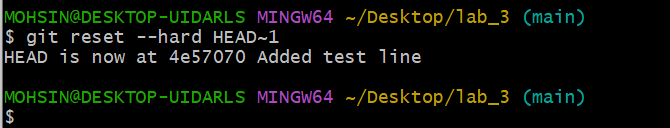 MOHSIN@DESKTOP-UIDARLS MINGW64 ~/Desktop/lab_3 (main)
$ git reset --hard HEAD~1
HEAD is now at 4e57070 Added test line
MOHSIN@DESKTOP-UIDARLS MINGW64 ~/Desktop/lab_3 (main)
$